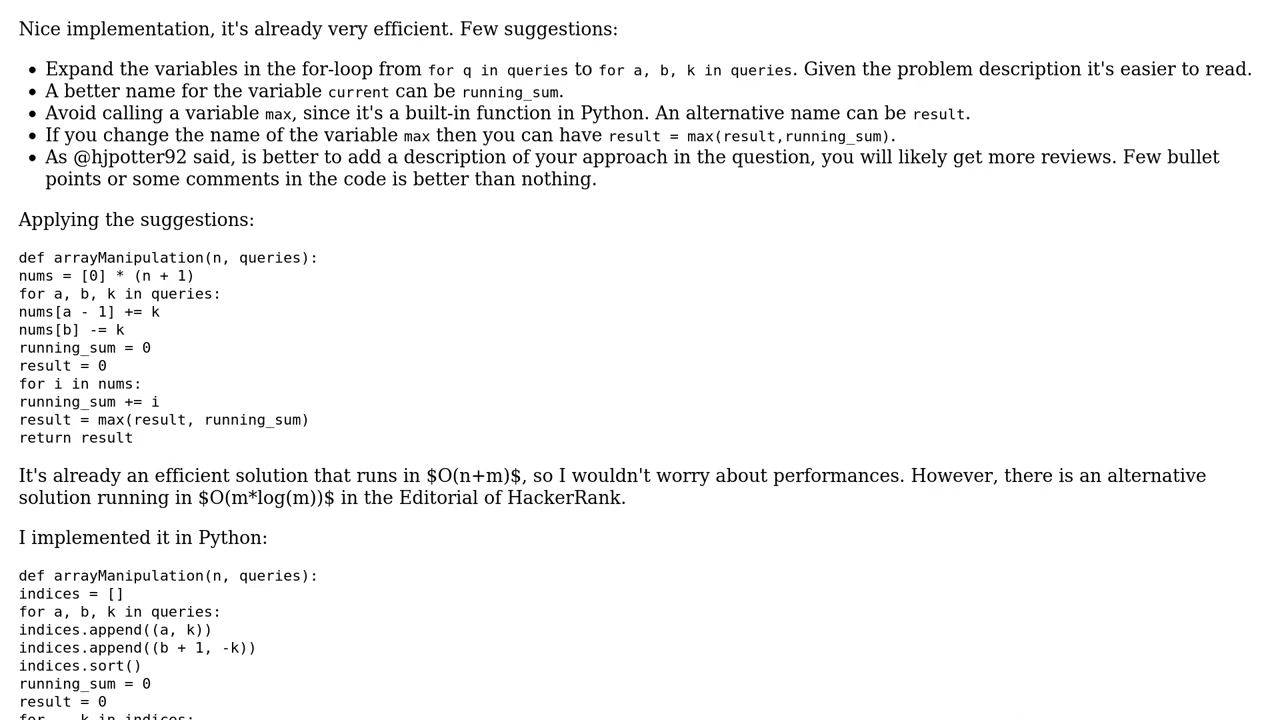 Nice implementation, it's already very efficient. Few suggestions:
Expand the variables in the for-loop from for q in queries to for a, b, k in queries. Given the problem description it's easier to read.
A better name for the variable current can be running_sum.
Avoid calling a variable max, since it's a built-in function in Python. An alternative name can be result.
If you change the name of the variable max then you can have result = max(result,running_sum).
As @hjpotter92 said, is better to add a description of your approach in the question, you will likely get more reviews. Few bullet
points or some comments in the code is better than nothing.
Applying the suggestions:
def arrayManipulation(n, queries):
nums = [0] * (n + 1)
for a, b, k in queries:
nums[a - 1] += k
nums[b] -= k
running_sum = 0
result = 0
for i in nums:
running_sum += i
result = max(result, running_sum)
return result
It's already an efficient solution that runs in $O(n+m)$, so I wouldn't worry about performances. However, there is an alternative
solution running in $O(m*log(m))$ in the Editorial of HackerRank.
I implemented it in Python:
def arrayManipulation(n, queries):
indices = []
for a, b, k in queries:
indices.append((a, k))
indices.append((b + 1, -k))
indices.sort()
running_sum = 0
result = 0
for _, k in indices: